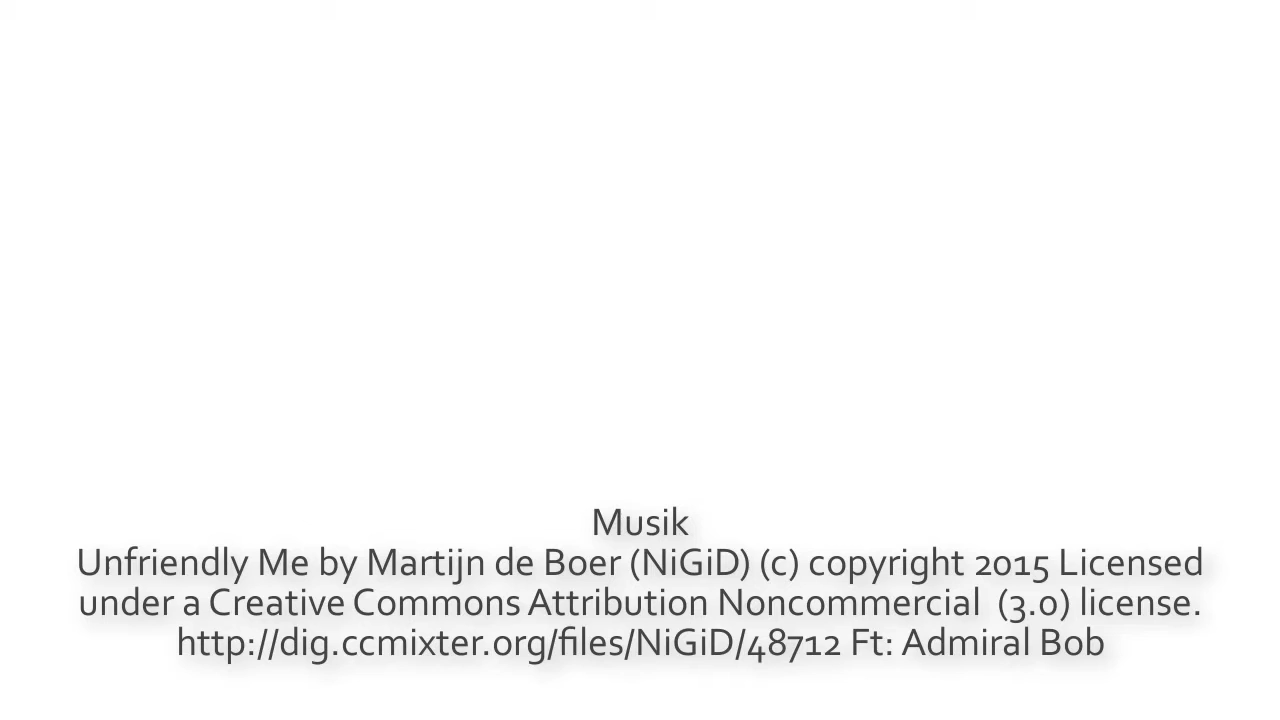 Musik
Unfriendly Me by Martijn de Boer (NiGiD) (c) copyright 2015 Licensed
under a Creative Commons Attribution Noncommercial  (3.0) license.
http://dig.ccmixter.org/files/NiGiD/48712 Ft: Admiral Bob